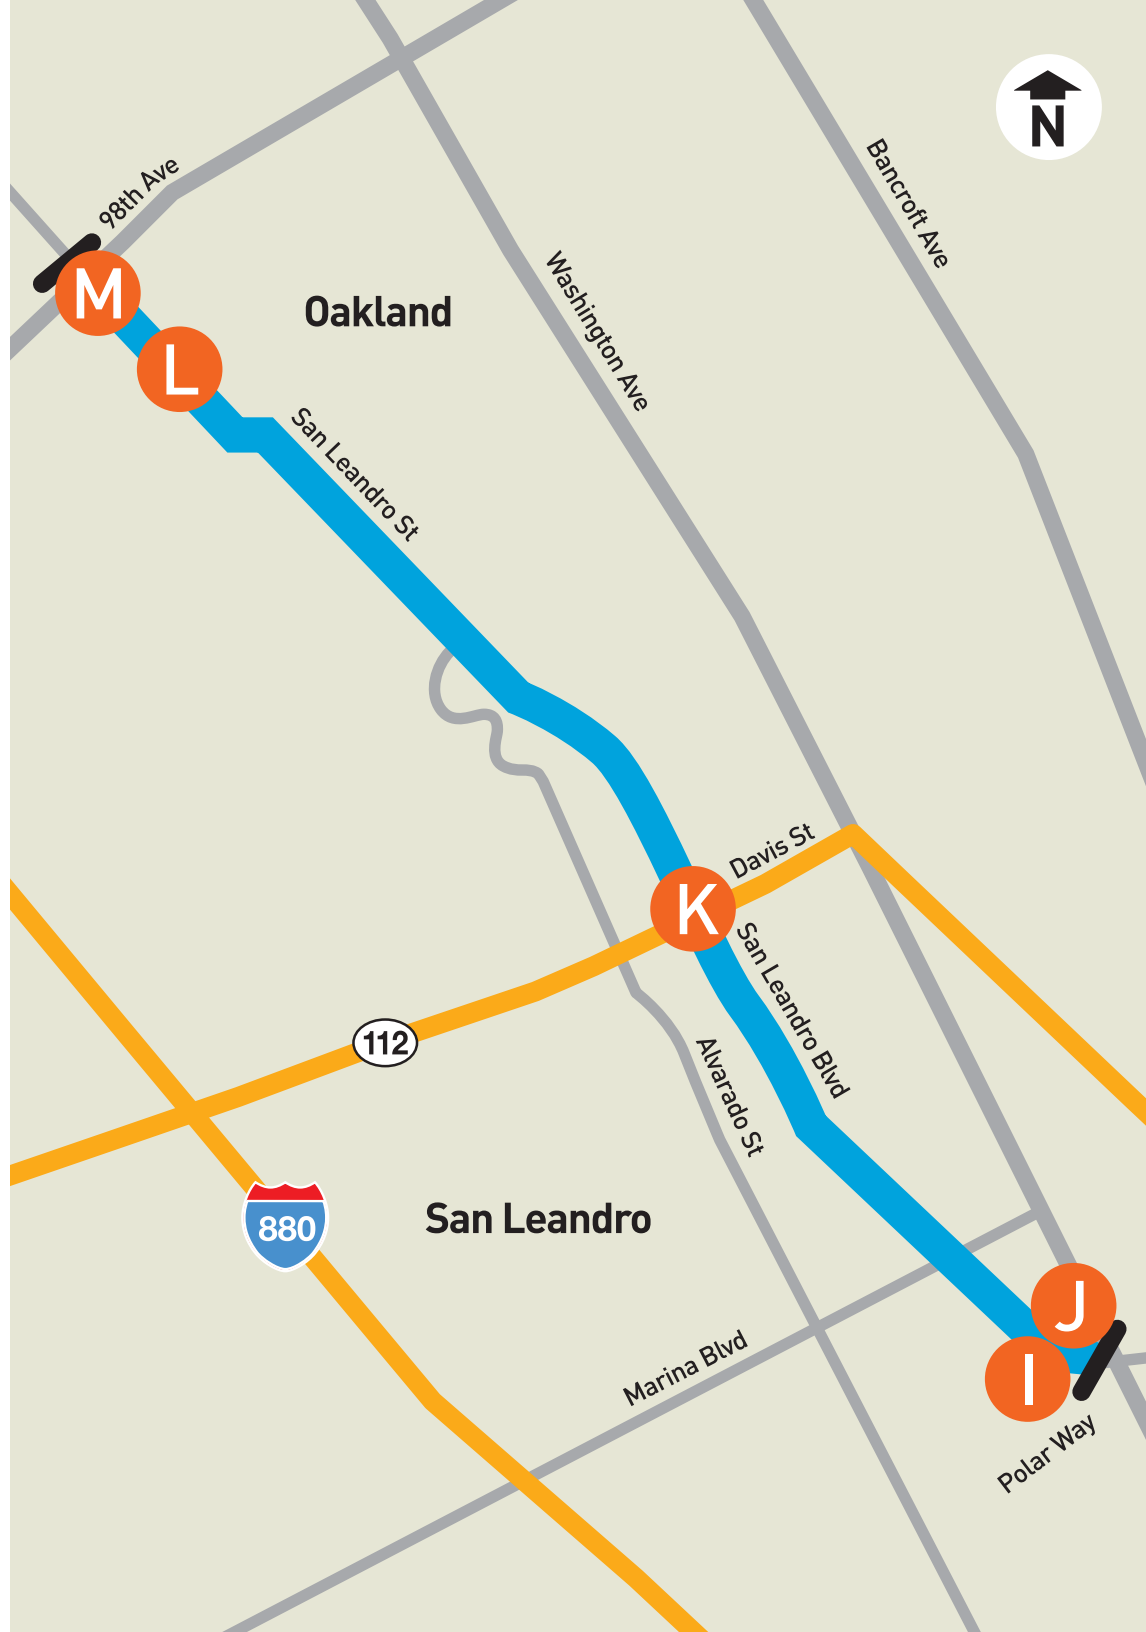 N
98th Ave
Bancroft Ave
M
Washington Ave
Oakland
L
San Leandro St
Davis St
K
San Leandro Blvd
112
Alvarado St
880
San Leandro
J
Marina Blvd
I
Polar Way